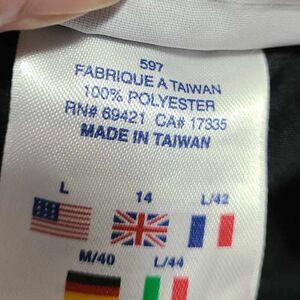 597
FABRIQUE A TAIWAN
100% POLYESTER
RN# 69421 CA# 17335
MADE IN TAIWAN
L 14 L/42
M/40 L/44